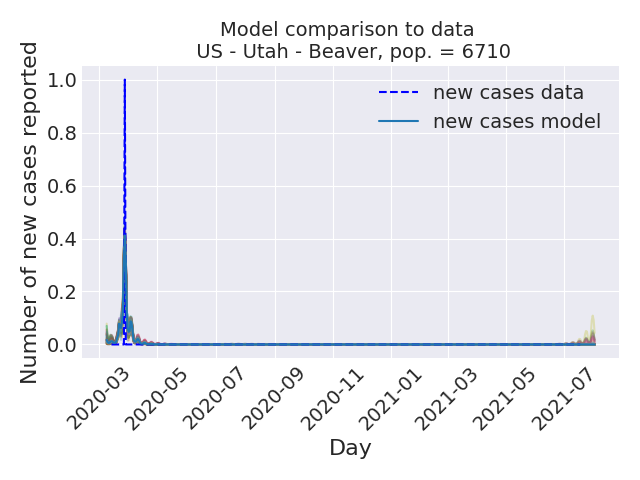 Model comparison to data
US - Utah - Beaver, pop. = 6710
Number of new cases reported
1.0
0.8
0.6
0.4
0.2
0.0
new cases data
new cases model
2020-03
2020-05
2020-07
2020-09
2020-11
2021-01
2021-03
2021-05
2021-07
Day